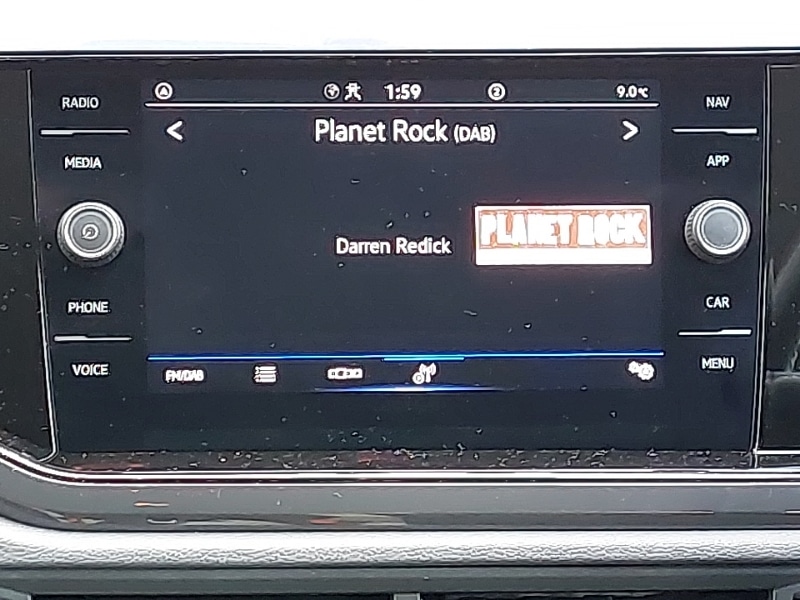 RADIO
MEDIA
PHONE
VOICE
A
1:59
2
9.0°C
< Planet Rock (DAB) >
Darren Redick
PLANET ROCK
FM/DAB
NAV
APP
CAR
MENU